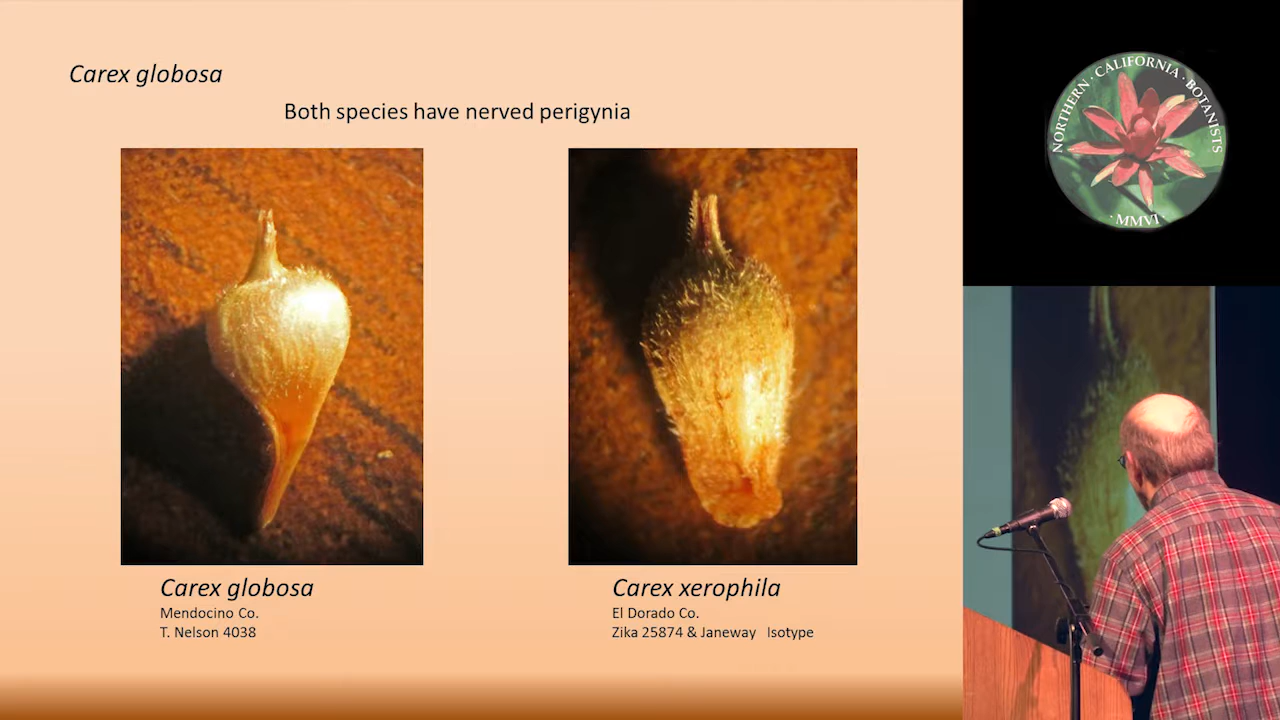 Carex globosa
Both species have nerved perigynia
Carex globosa
Mendocino Co.
T. Nelson 4038
Carex xerophila
El Dorado Co.
Zika 25874 & Janeway   Isotype
NORTHERN · CALIFORNIA · BOTANISTS
· MMVI ·